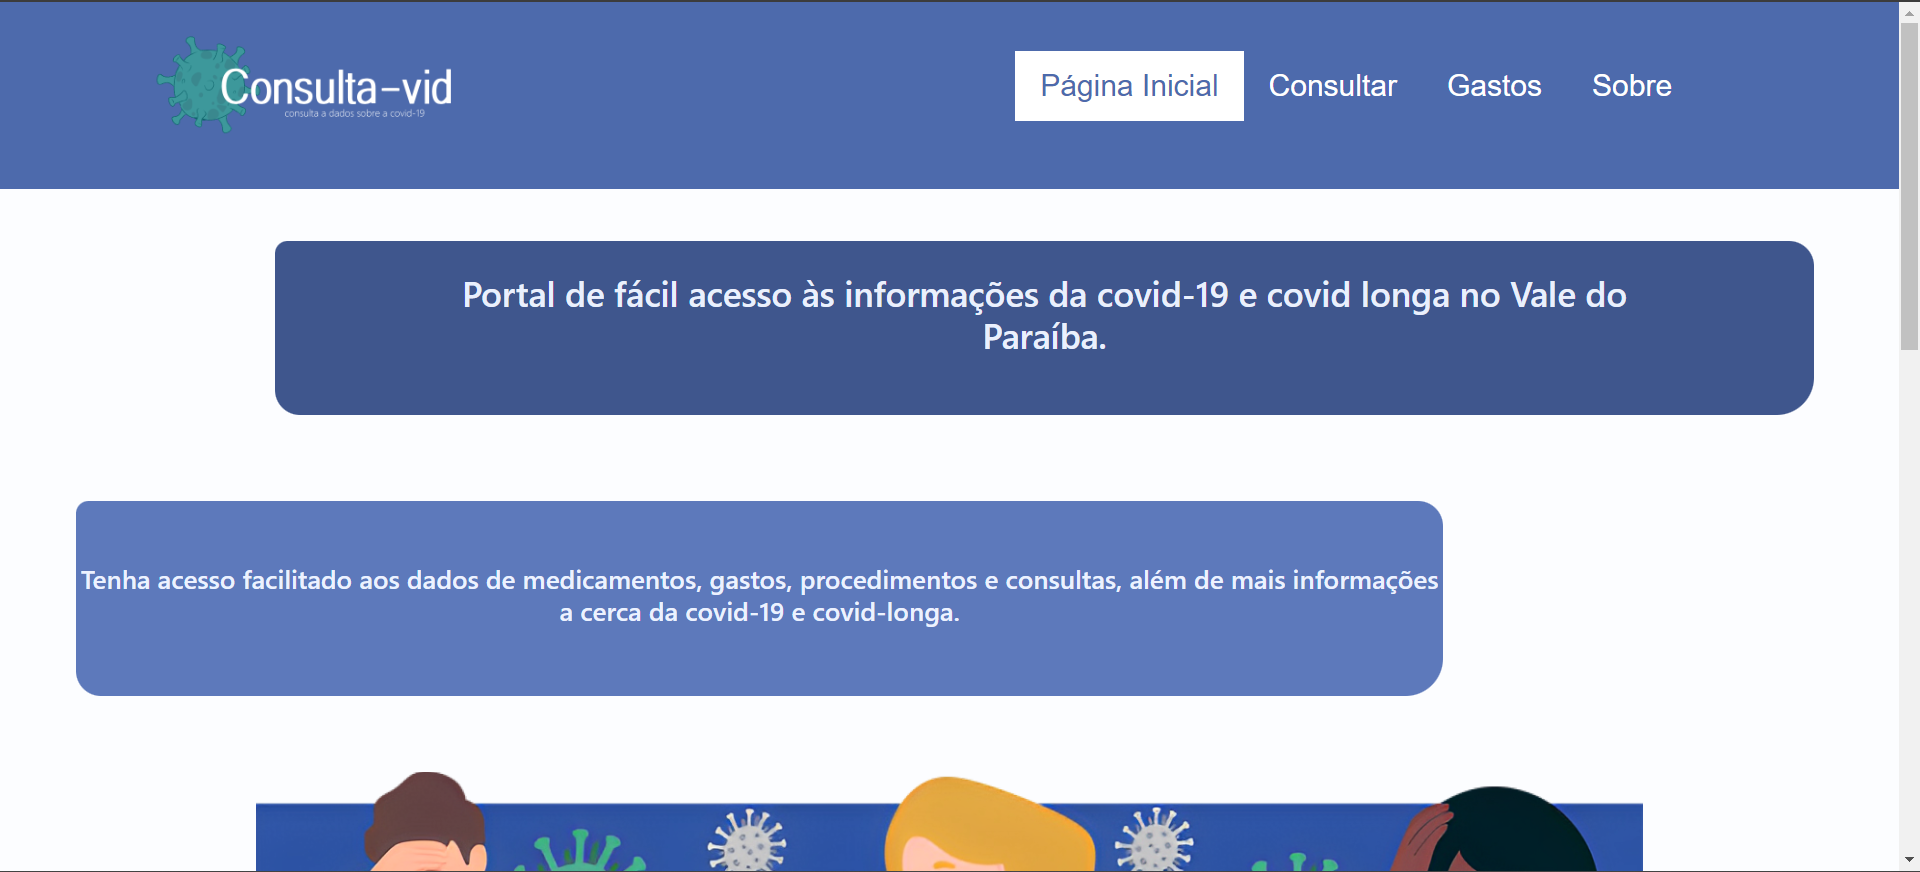 Consulta-vid
consulta a dados sobre a covid-19
Página Inicial Consultar Gastos Sobre
Portal de fácil acesso às informações da covid-19 e covid longa no Vale do
Paraíba.
Tenha acesso facilitado aos dados de medicamentos, gastos, procedimentos e consultas, além de mais informações
a cerca da covid-19 e covid-longa.